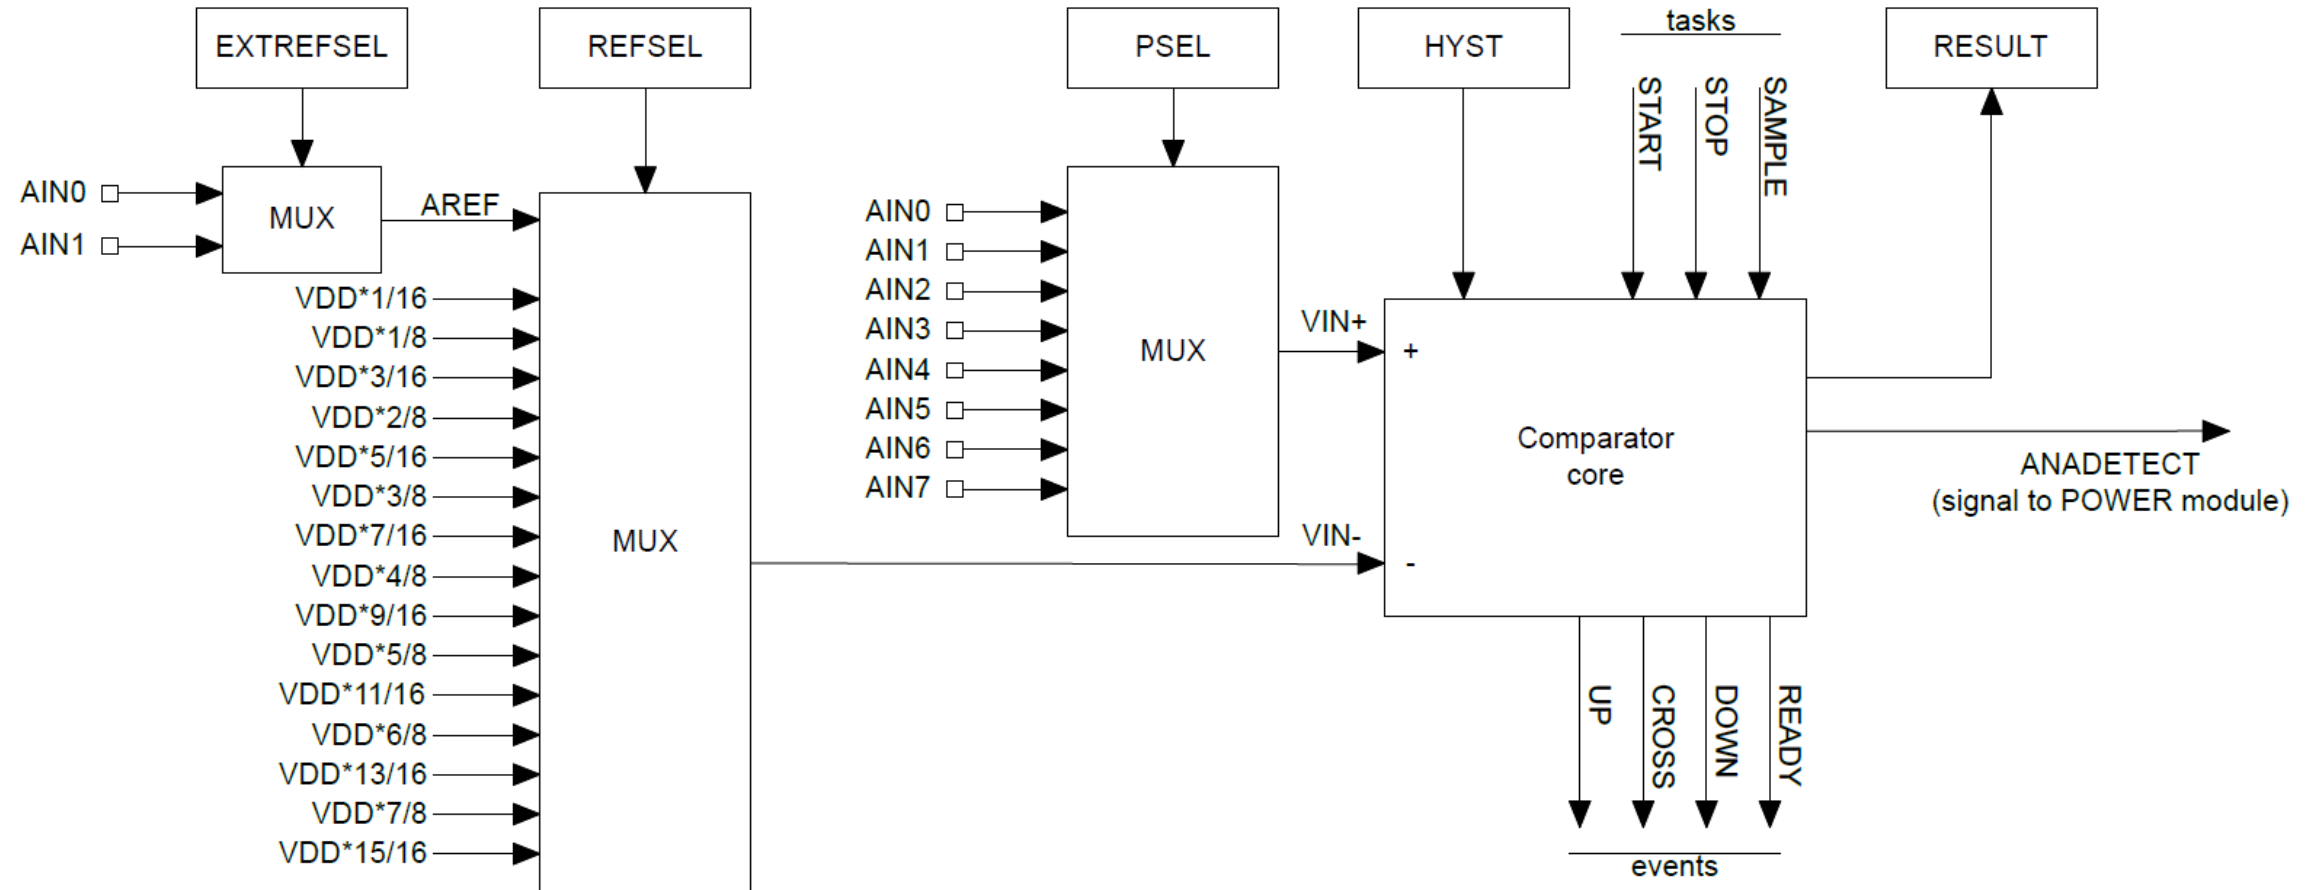 EXTREFSEL
REFSEL
PSEL
HYST
tasks
RESULT
START
STOP
SAMPLE
AIN0
AIN1
MUX
AREF
VDD*1/16
VDD*1/8
VDD*3/16
VDD*2/8
VDD*5/16
VDD*3/8
VDD*7/16
VDD*4/8
VDD*9/16
VDD*5/8
VDD*11/16
VDD*6/8
VDD*13/16
VDD*7/8
VDD*15/16
MUX
AIN0
AIN1
AIN2
AIN3
AIN4
AIN5
AIN6
AIN7
MUX
VIN+
VIN-
+
-
Comparator
core
ANADETECT
(signal to POWER module)
UP
CROSS
DOWN
READY
events